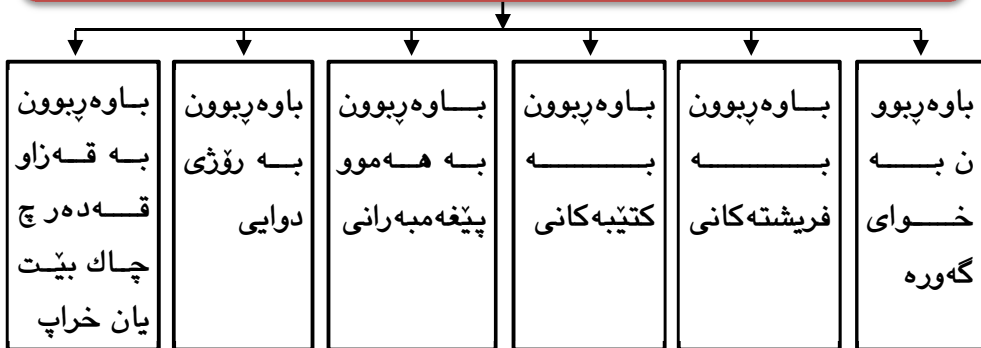 باوەڕبوو
ن بە
خوای
گەورە
باوەڕبوون
بە
فریشتەکانی
باوەڕبوون
بە
کتێبەکانی
باوەڕبوون
بە هەموو
پێغەمبەرانی
باوەڕبوون
بە رۆژی
دوایی
باوەڕبوون
بە قەزاو
قەدەر چ
چاك بێت
یان خراپ